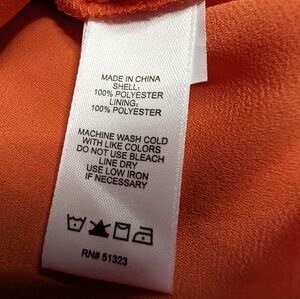 MADE IN CHINA
SHELL:
100% POLYESTER
LINING:
100% POLYESTER
MACHINE WASH COLD
WITH LIKE COLORS
DO NOT USE BLEACH
LINE DRY
USE LOW IRON
IF NECESSARY
RN# 51323